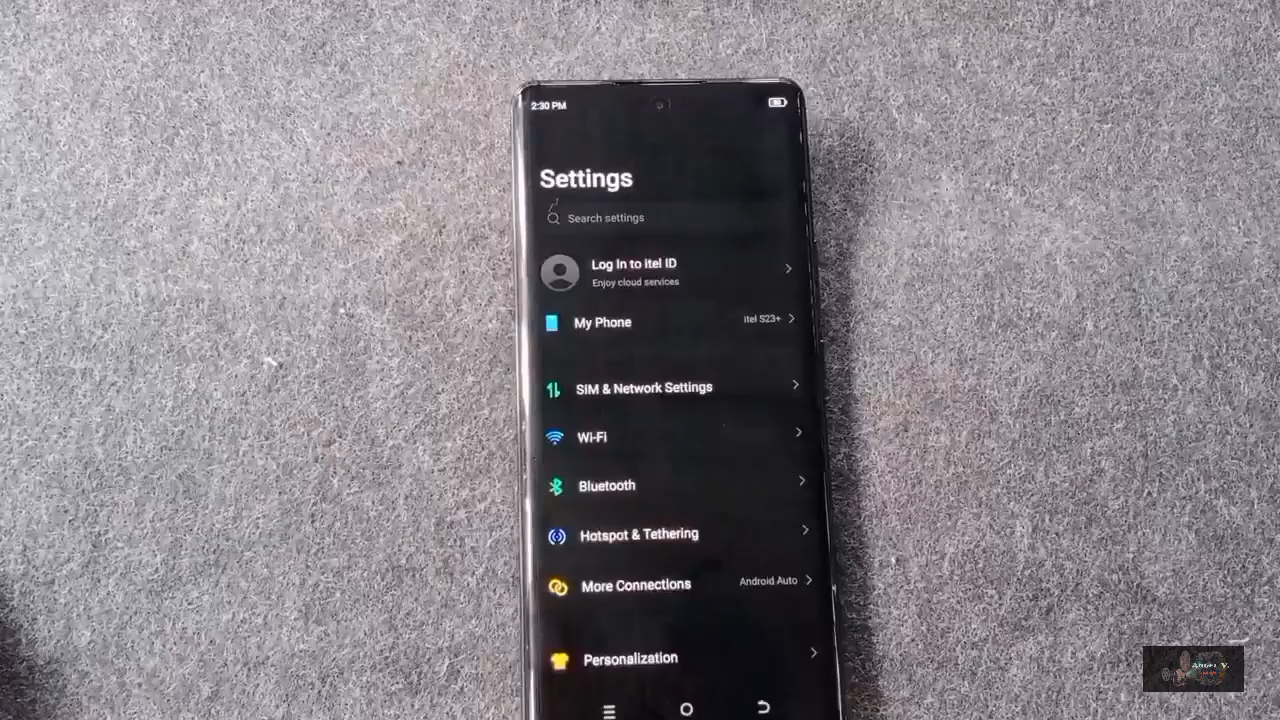 2:30 PM
Settings
Search settings
Log In to itel ID
Enjoy cloud services
My Phone
itel S23+
SIM & Network Settings
Wi-Fi
Bluetooth
Hotspot & Tethering
More Connections
Android Auto
Personalization
Angel V.